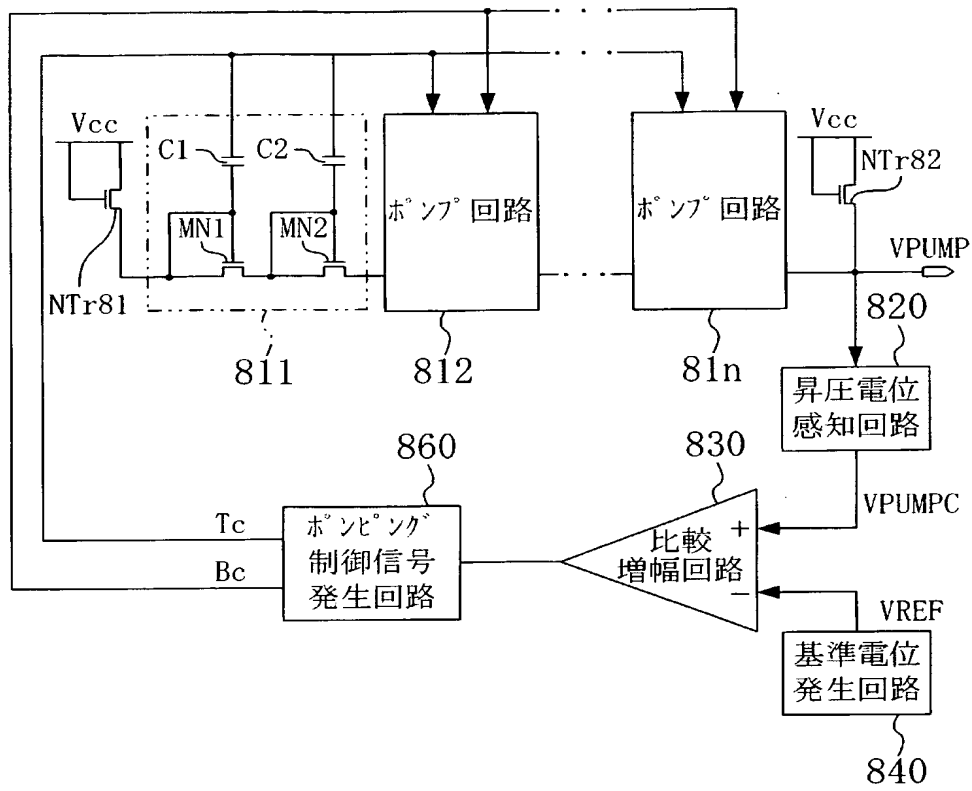 Vcc
C1
C2
MN1
MN2
NTr81
811
ポンプ回路
812
ポンプ回路
81n
Vcc
NTr82
VPUMP
820
昇圧電位
感知回路
VPUMPC
830
+
比較
増幅回路
−
VREF
基準電位
発生回路
840
860
ポンピング
制御信号
発生回路
Tc
Bc